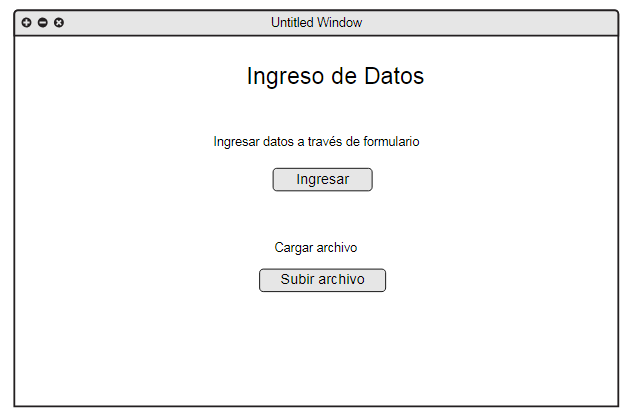 Untitled Window
Ingreso de Datos
Ingresar datos a través de formulario
Ingresar
Cargar archivo
Subir archivo